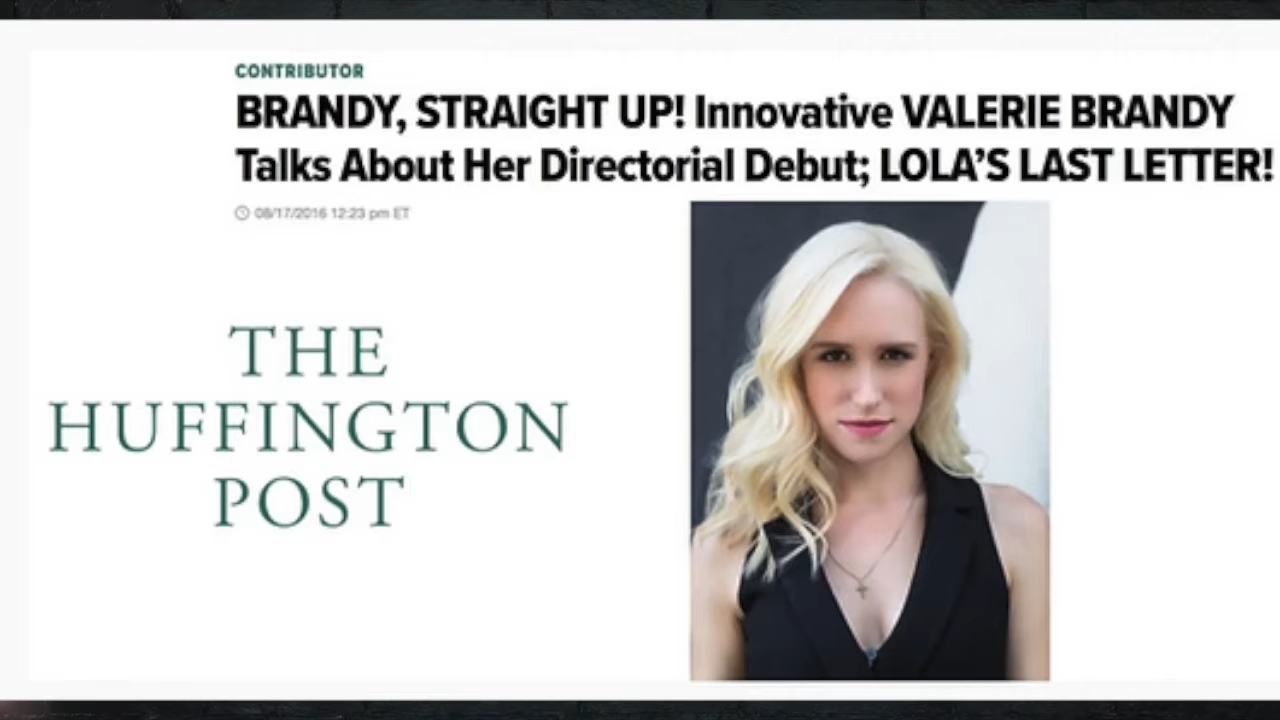 CONTRIBUTOR
BRANDY, STRAIGHT UP! Innovative VALERIE BRANDY
Talks About Her Directorial Debut; LOLA'S LAST LETTER!
08/17/2016 12:23 pm ET
THE
HUFFINGTON
POST